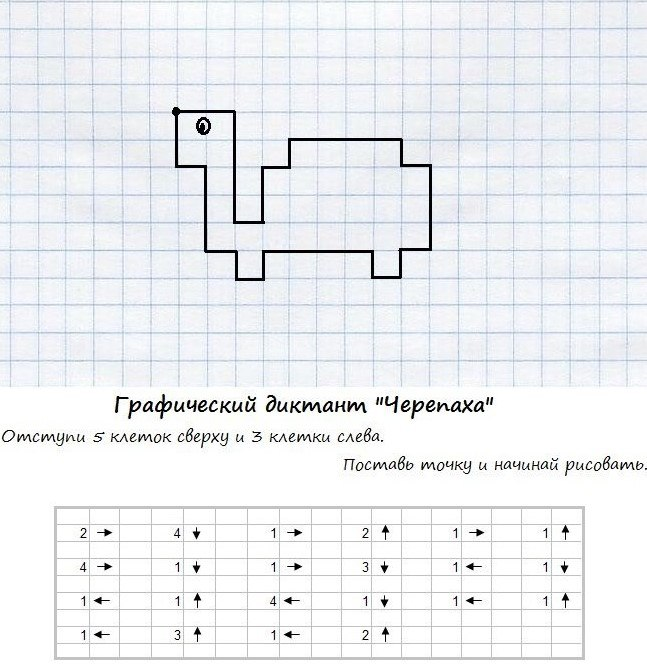 Графический диктант "Черепаха"
Отступи 5 клеток сверху и 3 клетки слева.
Поставь точку и начинай рисовать.
2 → 4 ↓ 1 → 2 ↑ 1 → 1 ↑
4 → 1 ↓ 1 → 3 ↓ 1 ← 1 ↓
1 ← 1 ↑ 4 ← 1 ↓ 1 ← 1 ↑
1 ← 3 ↑ 1 ← 2 ↑